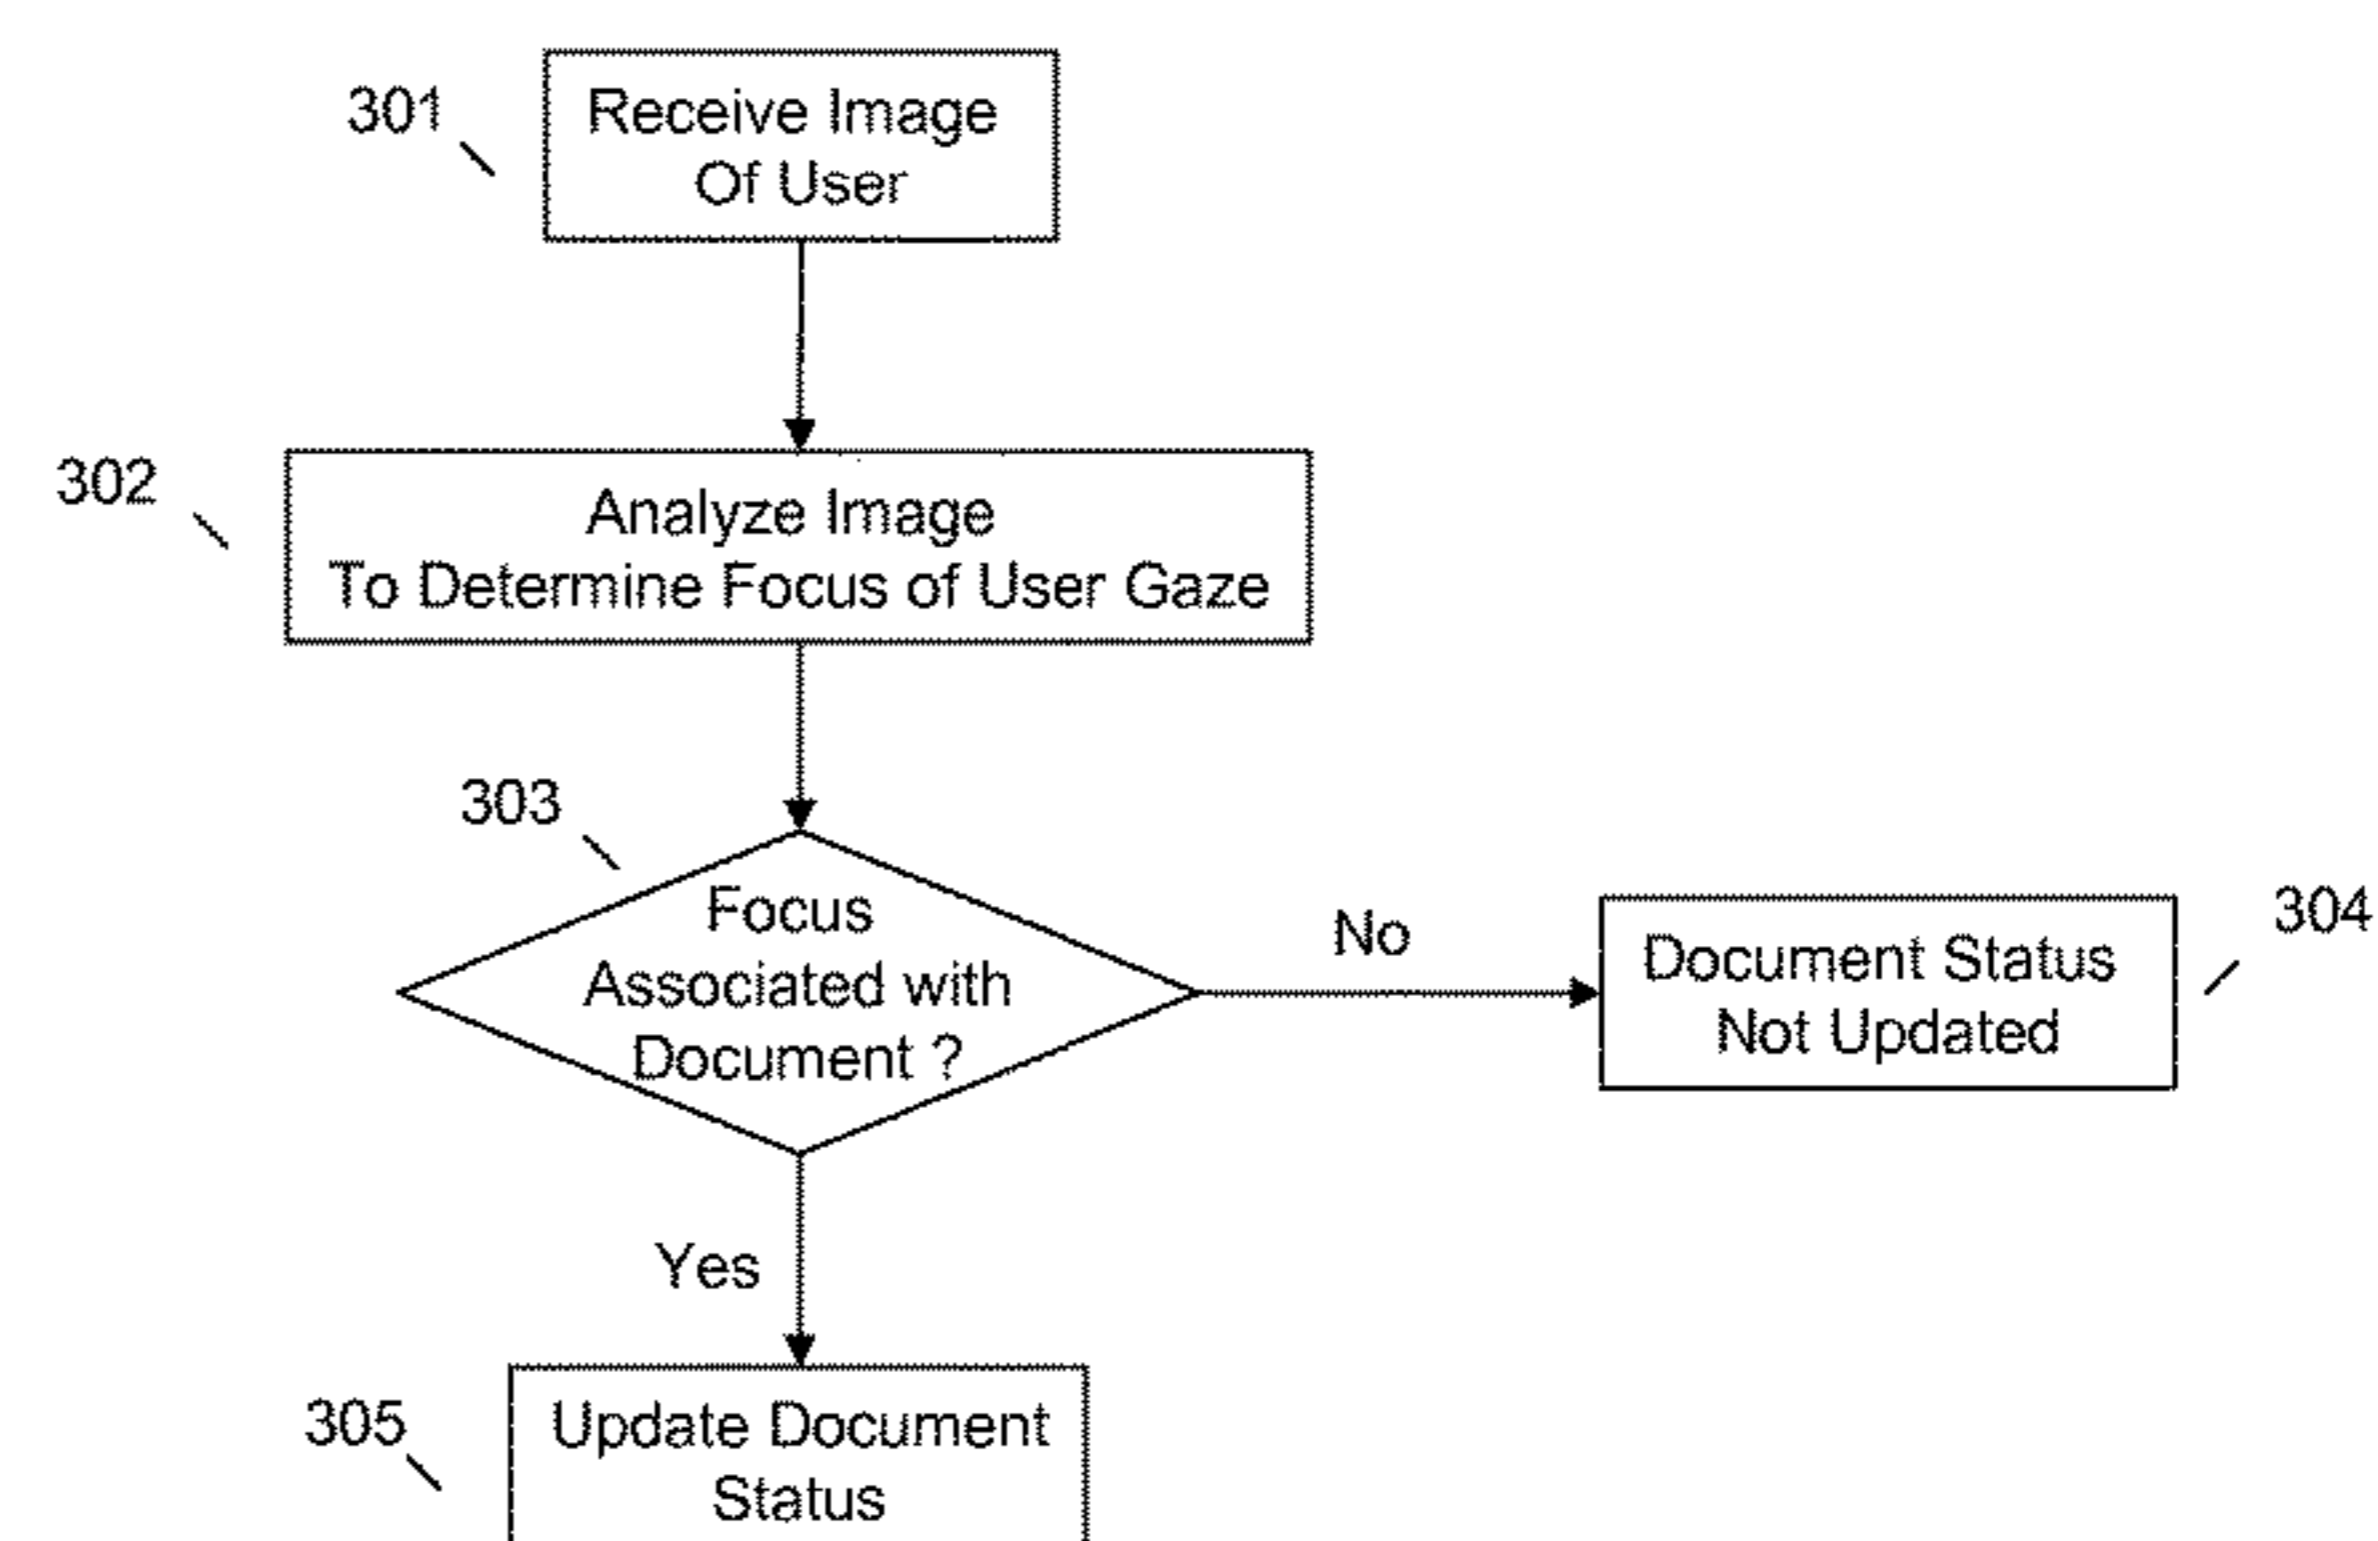 301
Receive Image
Of User
302
Analyze Image
To Determine Focus of User Gaze
303
Focus
Associated with
Document ?
No
Document Status
Not Updated
304
Yes
305
Update Document
Status